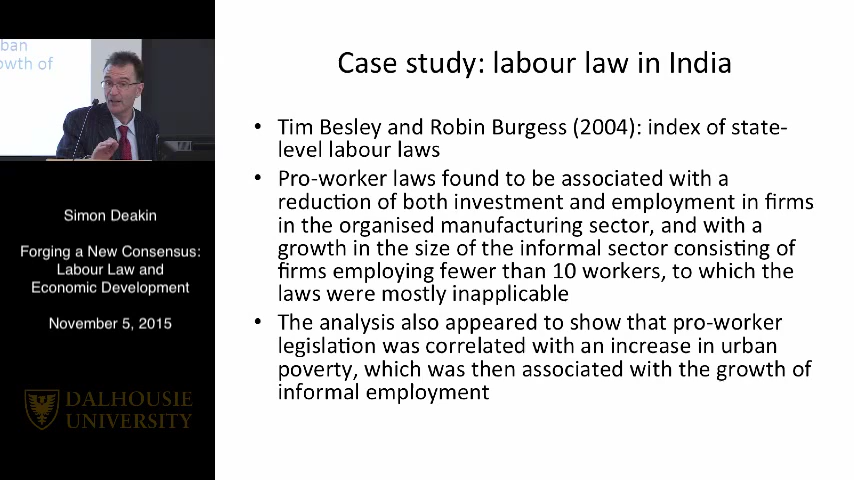 ban
owth of
Simon Deakin
Forging a New Consensus:
Labour Law and
Economic Development
November 5, 2015
DALHOUSIE
UNIVERSITY
Case study: labour law in India
• Tim Besley and Robin Burgess (2004): index of state-
level labour laws
• Pro-worker laws found to be associated with a
reduction of both investment and employment in firms
in the organised manufacturing sector, and with a
growth in the size of the informal sector consisting of
firms employing fewer than 10 workers, to which the
laws were mostly inapplicable
• The analysis also appeared to show that pro-worker
legislation was correlated with an increase in urban
poverty, which was then associated with the growth of
informal employment